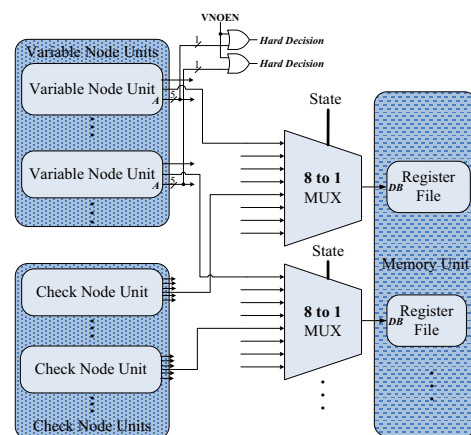 VNOEN
Variable Node Units
1
Hard Decision
1
Hard Decision
Variable Node Unit
A
5
State
8 to 1
MUX
Variable Node Unit
A
5
DB
Register
File
State
Memory Unit
Check Node Unit
8 to 1
MUX
DB
Register
File
Check Node Unit
Check Node Units